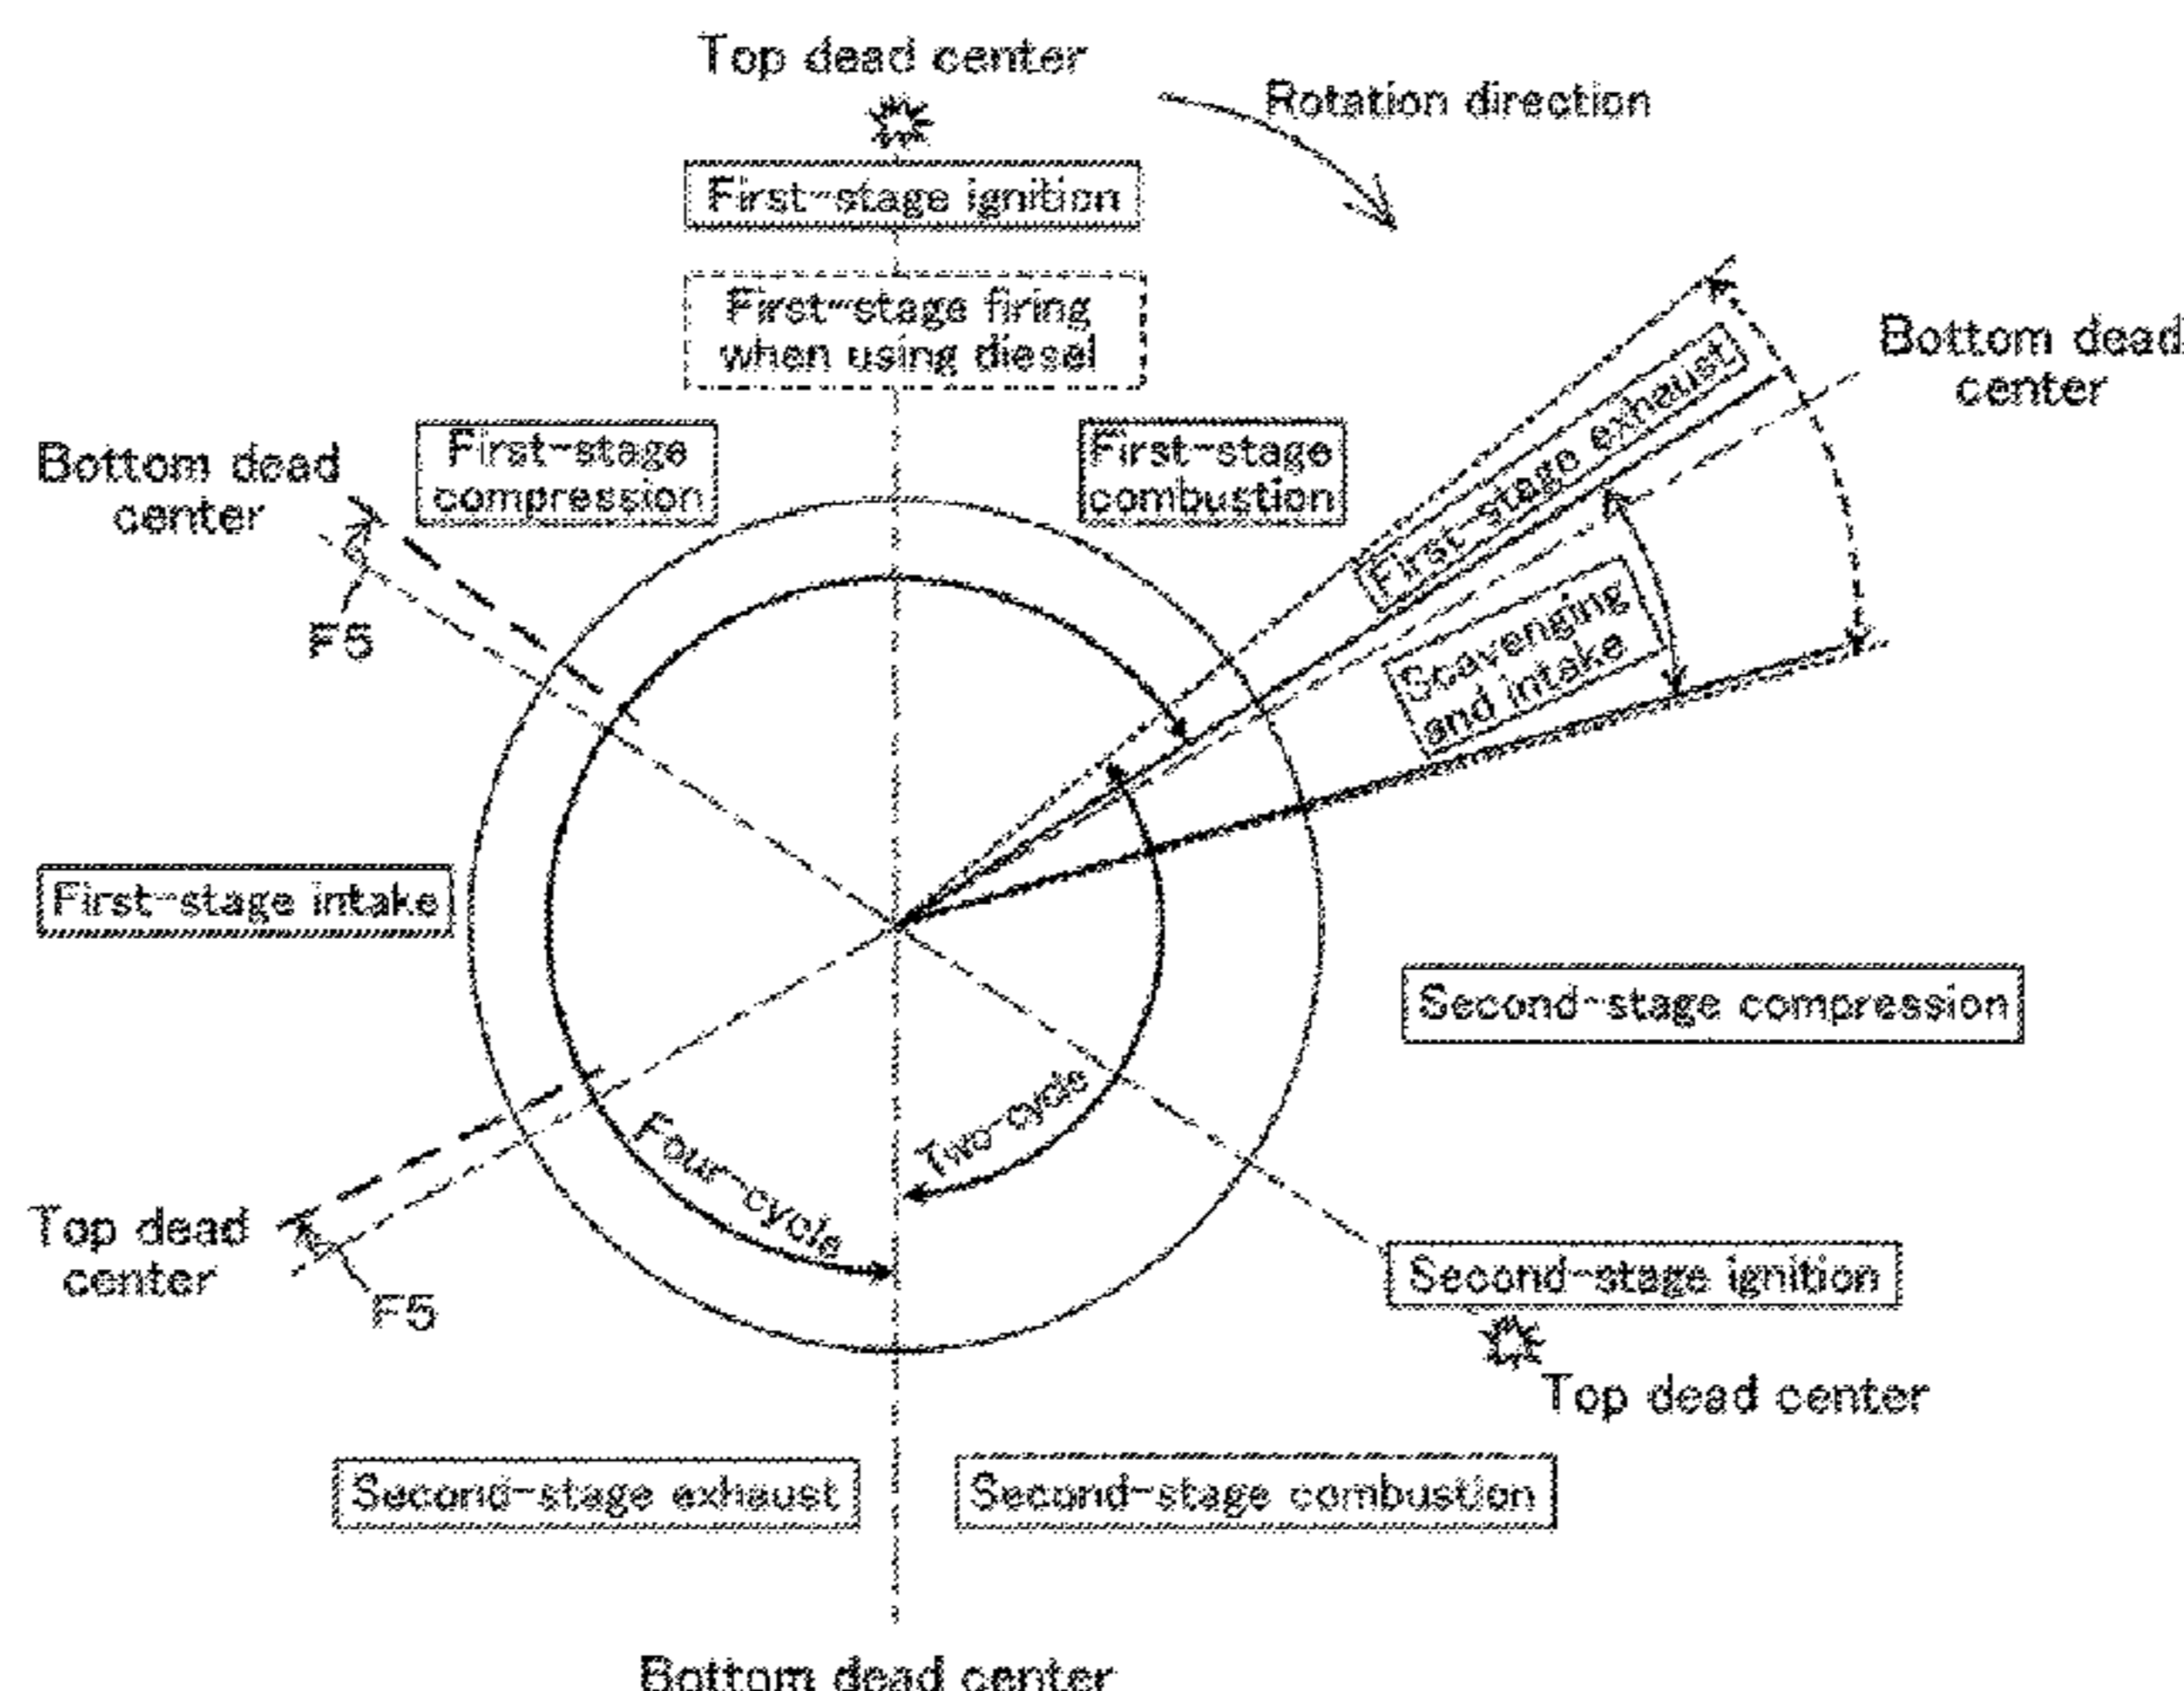 Top dead center
Rotation direction
First-stage ignition
First-stage firing
when using diesel
Bottom dead
center
First-stage exhaust
First-stage
compression
First-stage
combustion
Bottom dead
center
F5
Scavenging
and intake
First-stage intake
Second-stage compression
Two cycle
Four-cycle
Top dead
center
F5
Second-stage ignition
Top dead center
Second-stage exhaust
Second-stage combustion
Bottom dead center